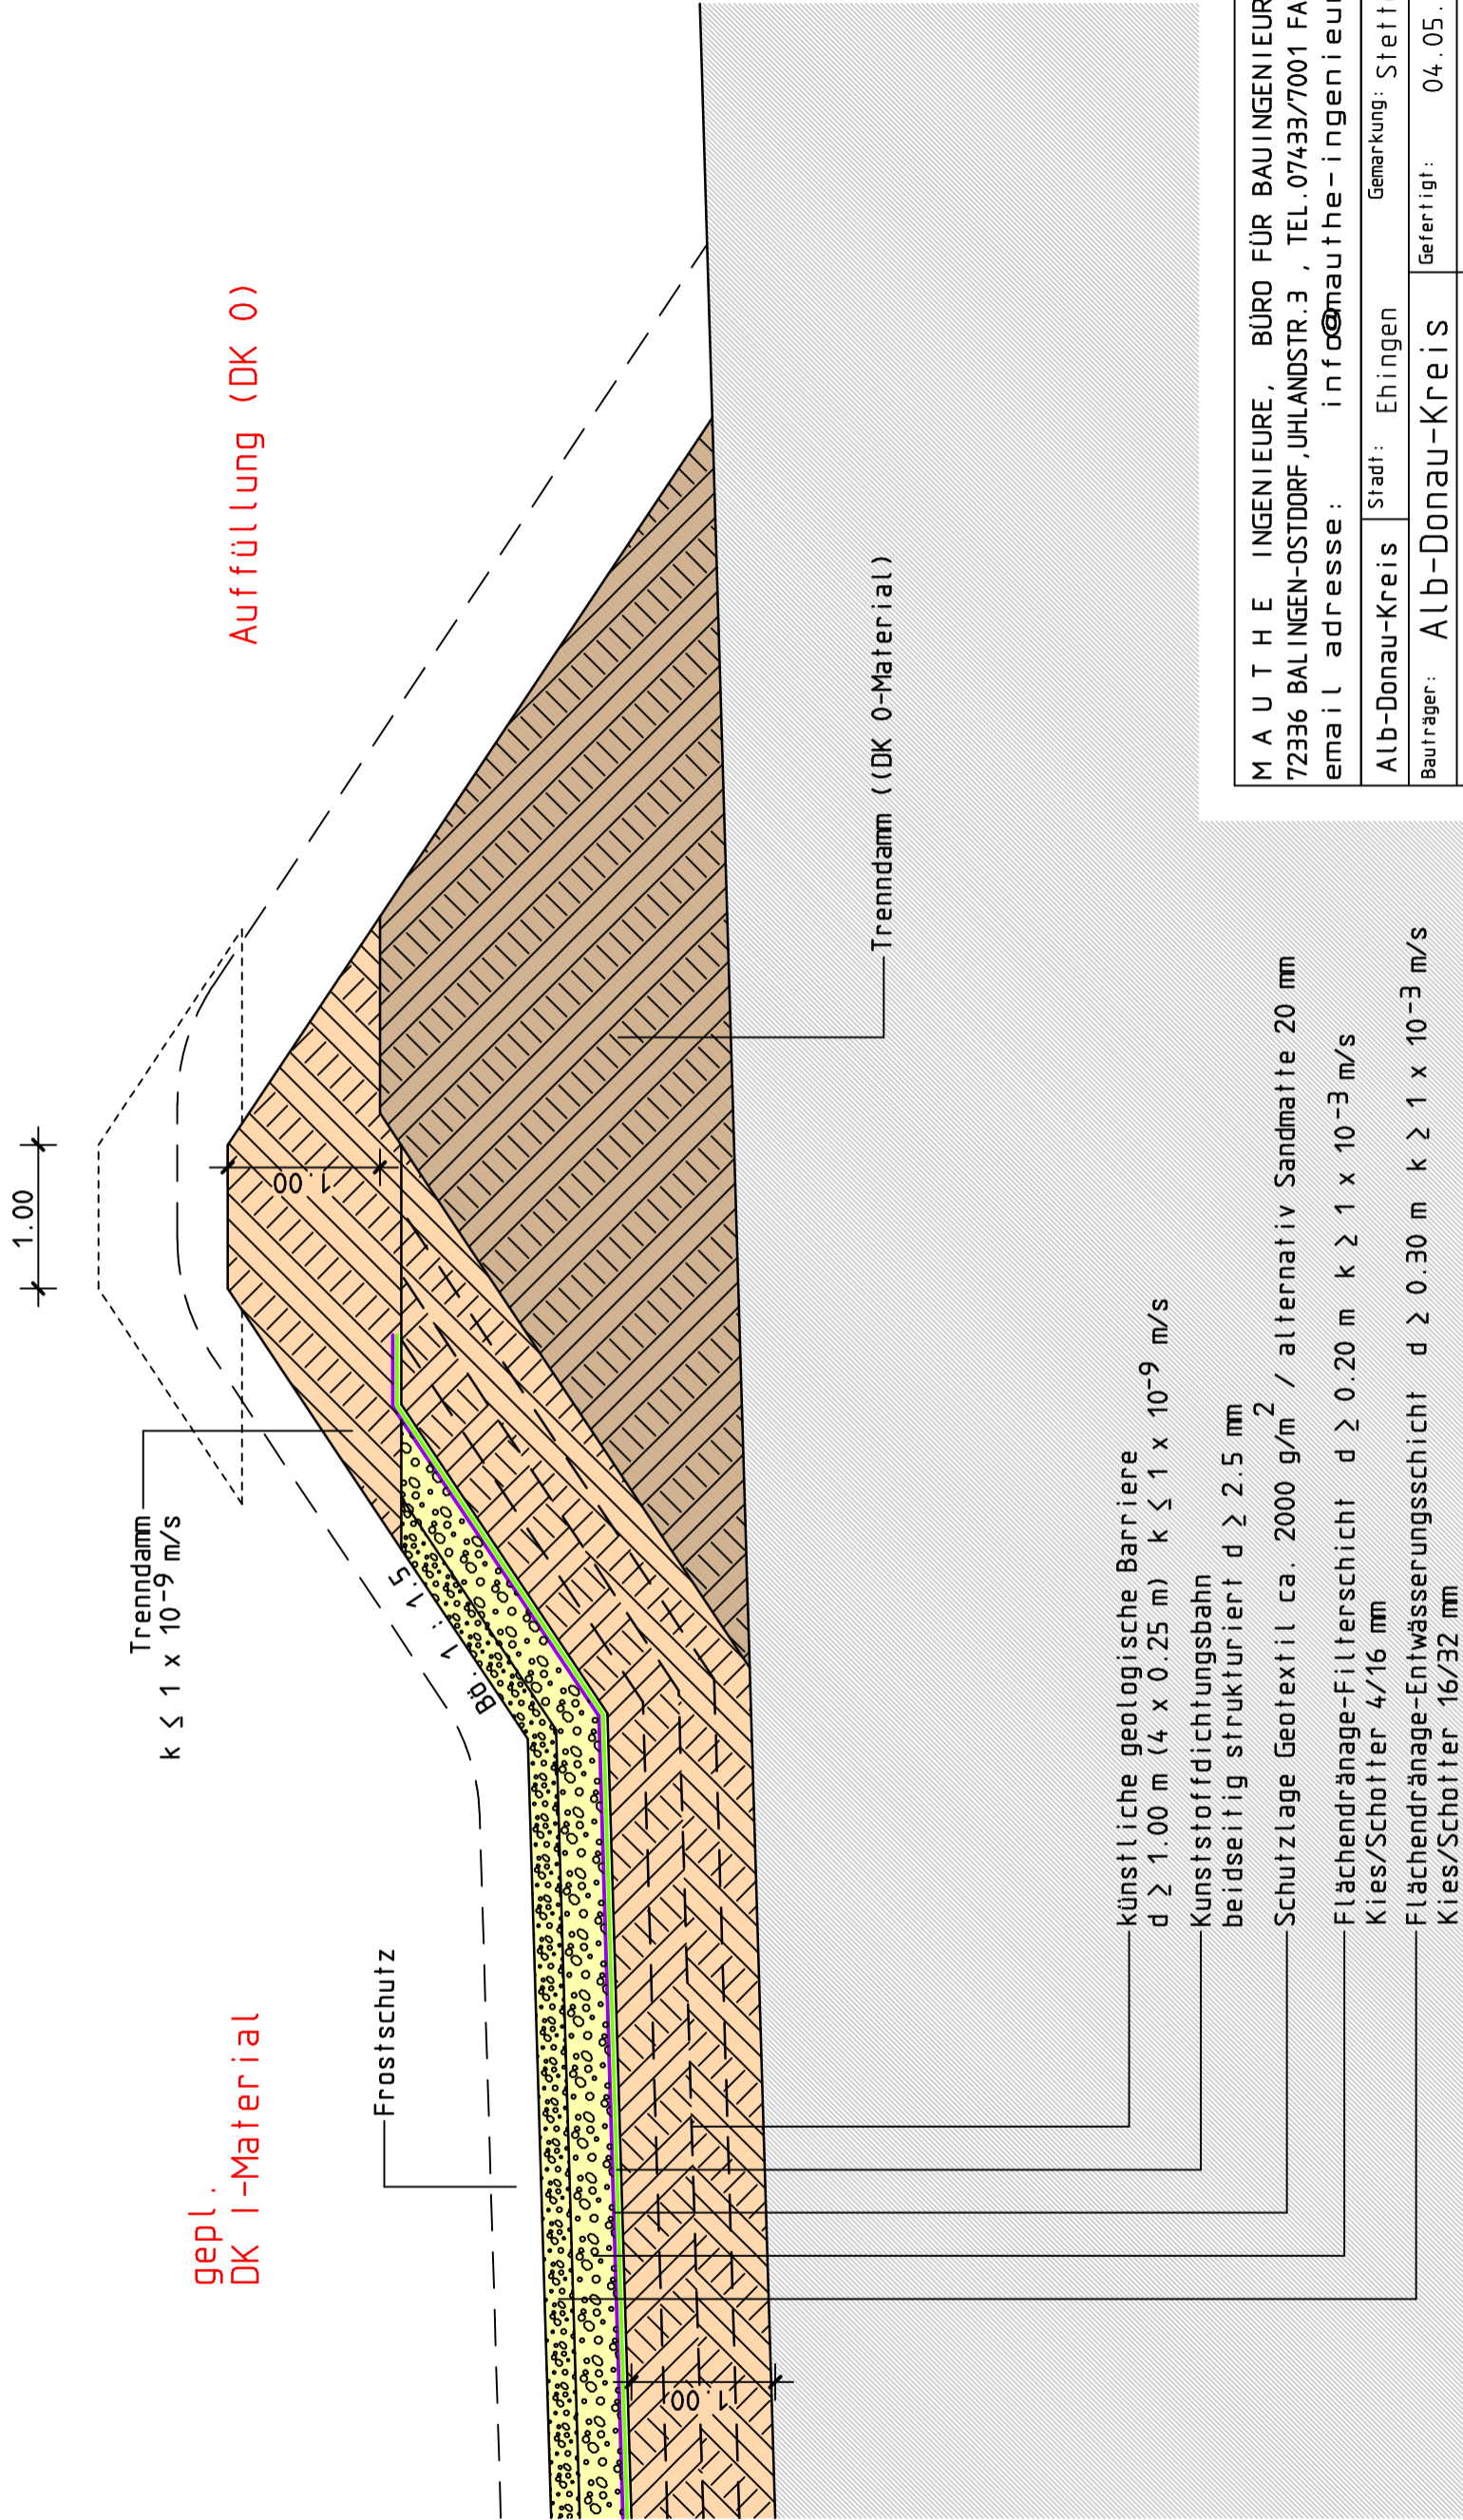 1.00
Auffüllung (DK 0)
gepl.
DK I-Material
Trenndamm
k ≤ 1 x 10-9 m/s
Frostschutz
Bö. 1 : 1.5
1.00
1.00
Trenndamm ((DK 0-Material)
künstliche geologische Barriere
d ≥ 1.00 m (4 x 0.25 m) k ≤ 1 x 10-9 m/s
Kunststoffdichtungsbahn
beidseitig strukturiert d ≥ 2.5 mm
Schutzlage Geotextil ca. 2000 g/m2 / alternativ Sandmatte 20 mm
Flächendränage-Filterschicht d ≥ 0.20 m k ≥ 1 x 10-3 m/s
Kies/Schotter 4/16 mm
Flächendränage-Entwässerungsschicht d ≥ 0.30 m k ≥ 1 x 10-3 m/s
Kies/Schotter 16/32 mm
M A U T H E INGENIEURE, BÜRO FÜR BAUINGENIEUR
72336 BALINGEN-OSTDORF,UHLANDSTR.3 , TEL.07433/7001 FA
email adresse: info@mauthe-ingenieur
Alb-Donau-Kreis Stadt: Ehingen Gemarkung: Stett
Bauträger: Alb-Donau-Kreis Gefertigt: 04.05.